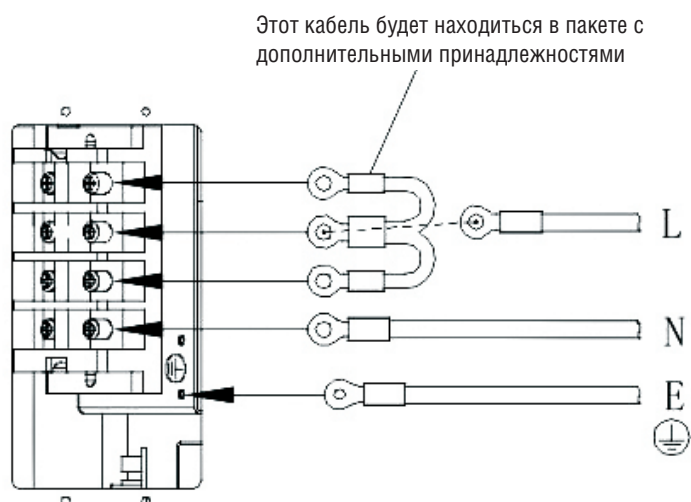 Этот кабель будет находиться в пакете с
дополнительными принадлежностями
L
N
E